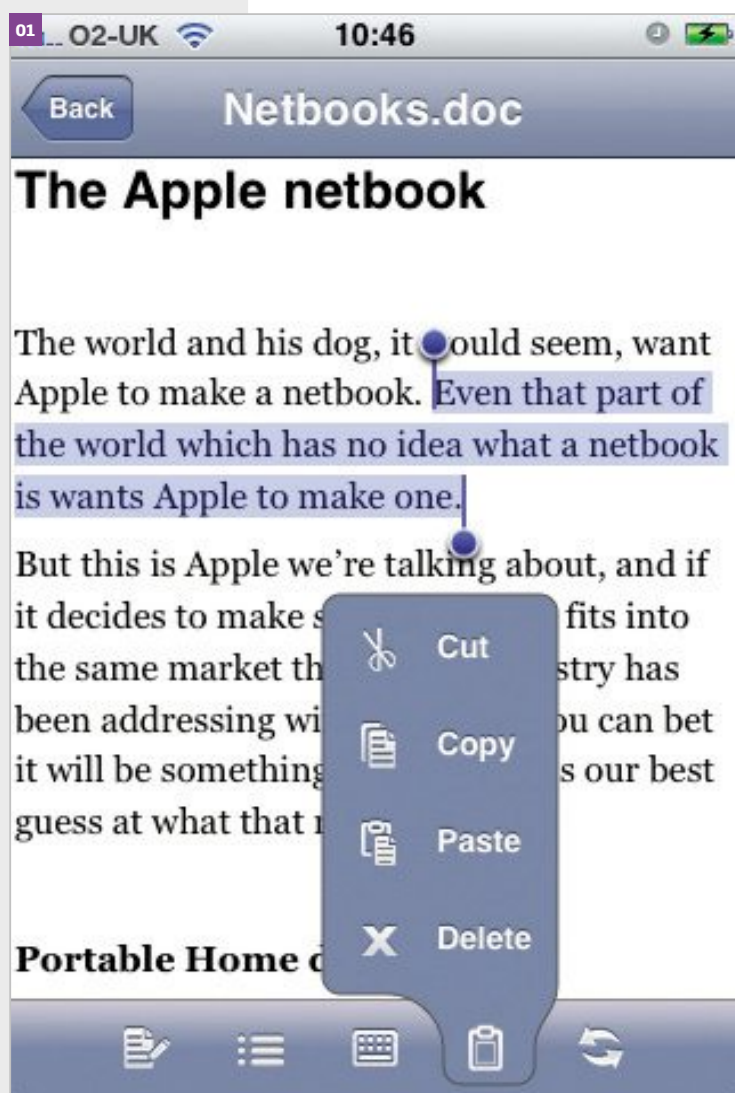 01
O2-UK 10:46
Back Netbooks.doc
The Apple netbook
The world and his dog, it would seem, want
Apple to make a netbook. Even that part of
the world which has no idea what a netbook
is wants Apple to make one.
But this is Apple we’re talking about, and if
it decides to make fits into
the same market
has
been addressing
can bet
it will be something our best
guess at what that
Cut
Copy
Paste
Delete
Portable Home